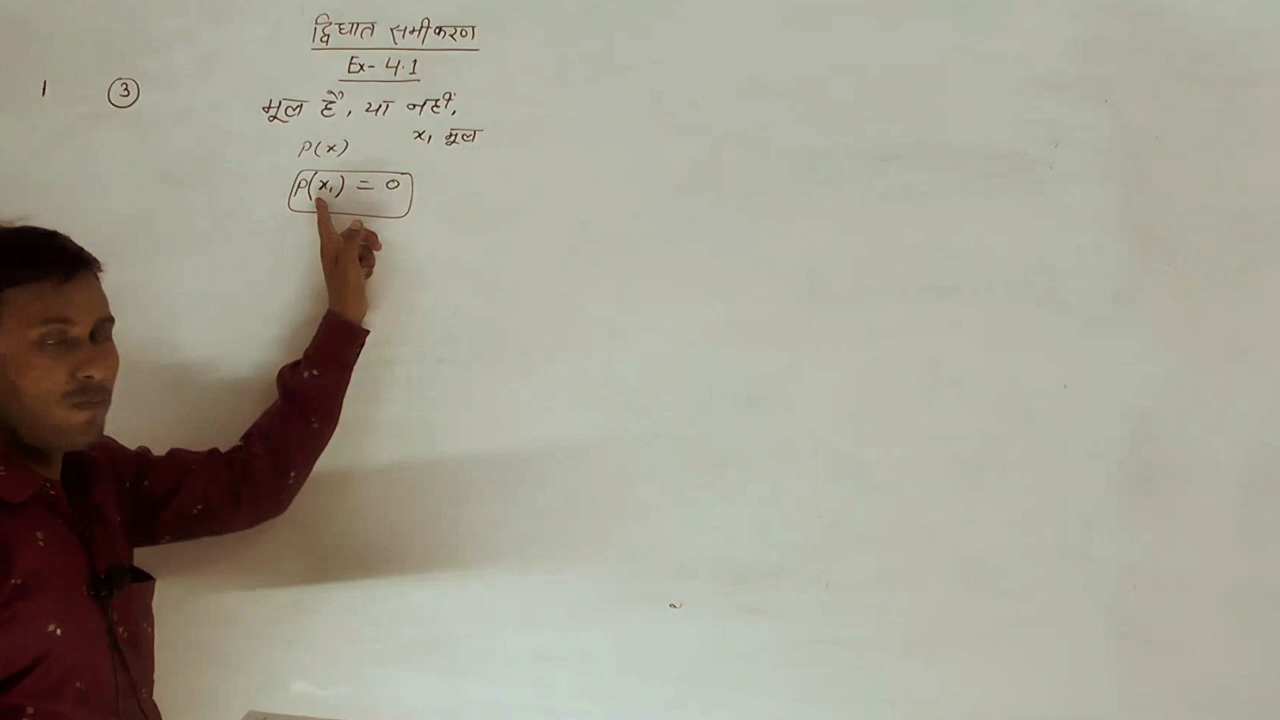 द्विघात समीकरण
Ex- 4.1
1 ③
मूल है, या नहीं,
x₁ मूल
P(x)
P(x₁) = 0